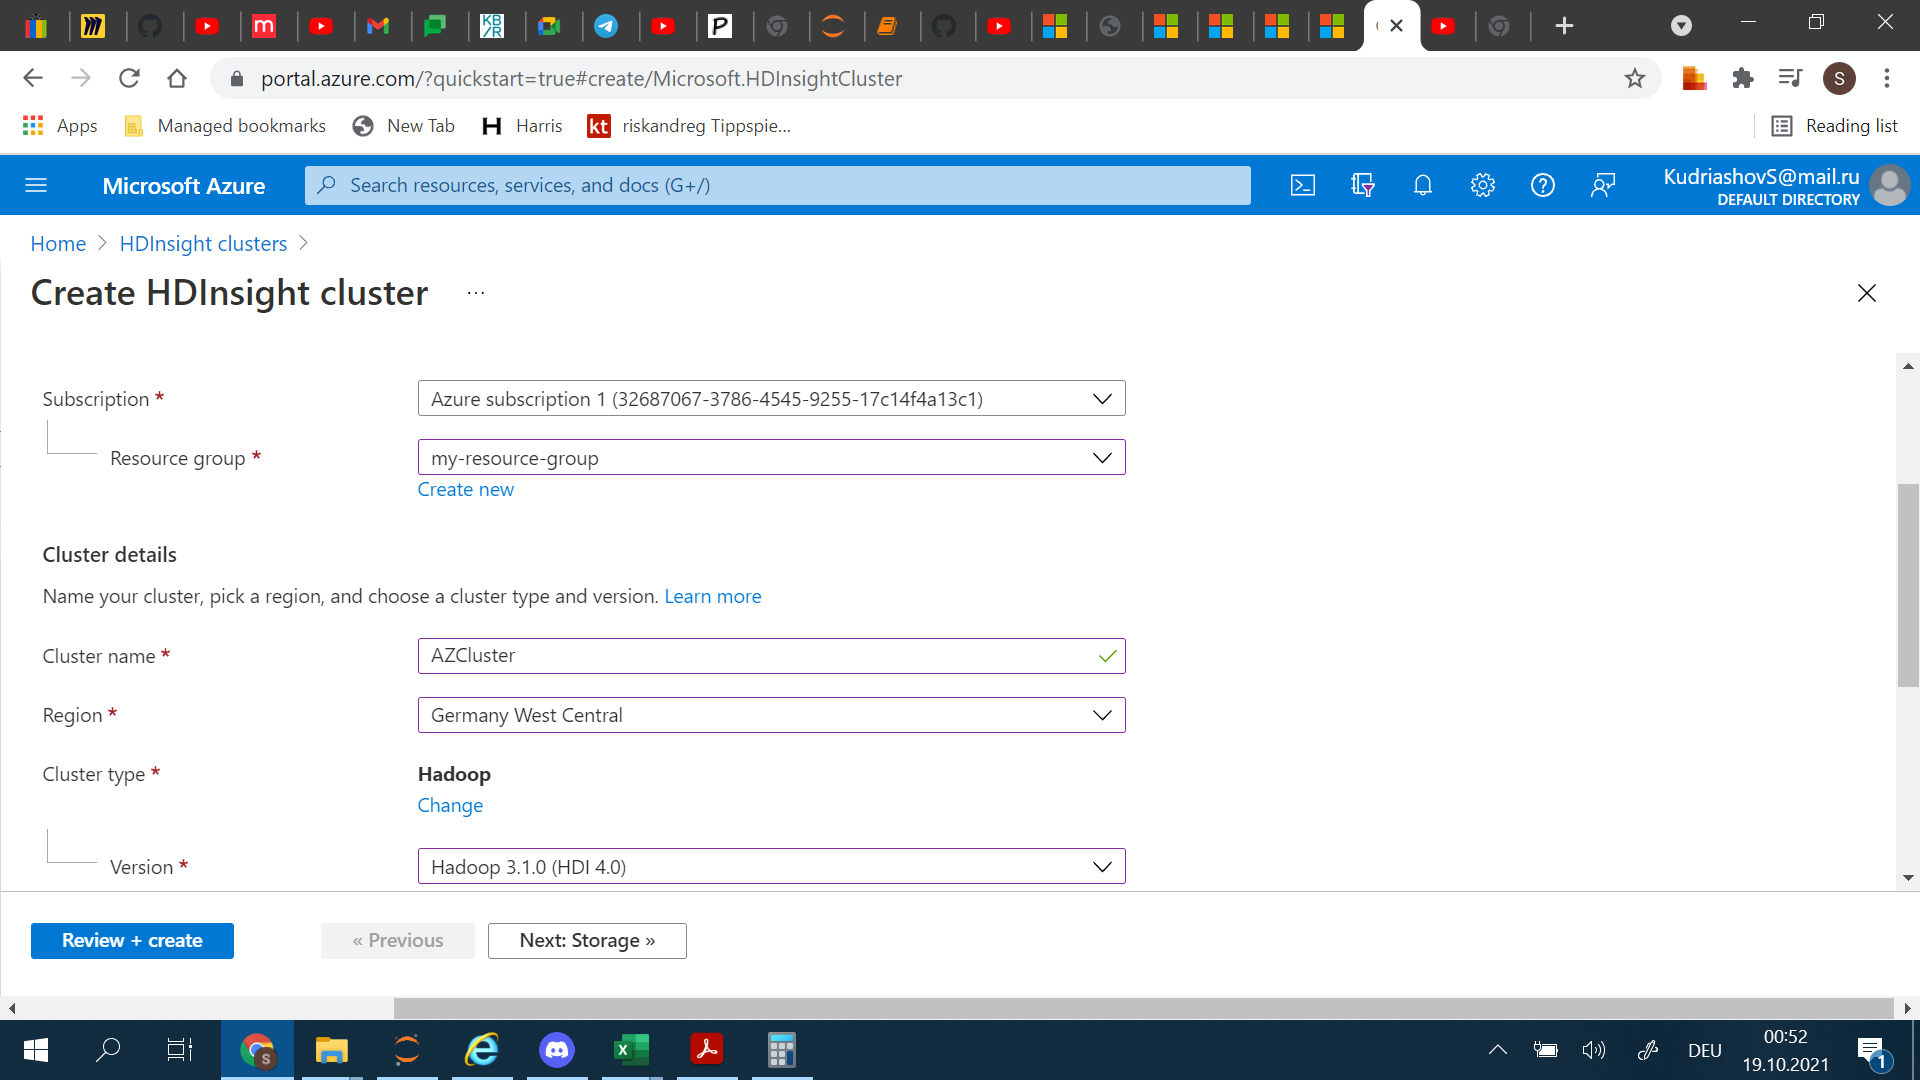 portal.azure.com/?quickstart=true#create/Microsoft.HDInsightCluster
S
Apps
Managed bookmarks
New Tab
H Harris
kt riskandreg Tippspie...
Reading list
Microsoft Azure
Search resources, services, and docs (G+/)
KudriashovS@mail.ru
DEFAULT DIRECTORY
Home > HDInsight clusters >
Create HDInsight cluster ...
Subscription *
Azure subscription 1 (32687067-3786-4545-9255-17c14f4a13c1)
Resource group *
my-resource-group
Create new
Cluster details
Name your cluster, pick a region, and choose a cluster type and version. Learn more
Cluster name *
AZCluster
Region *
Germany West Central
Cluster type *
Hadoop
Change
Version *
Hadoop 3.1.0 (HDI 4.0)
Review + create
« Previous
Next: Storage »
DEU
00:52
19.10.2021
1